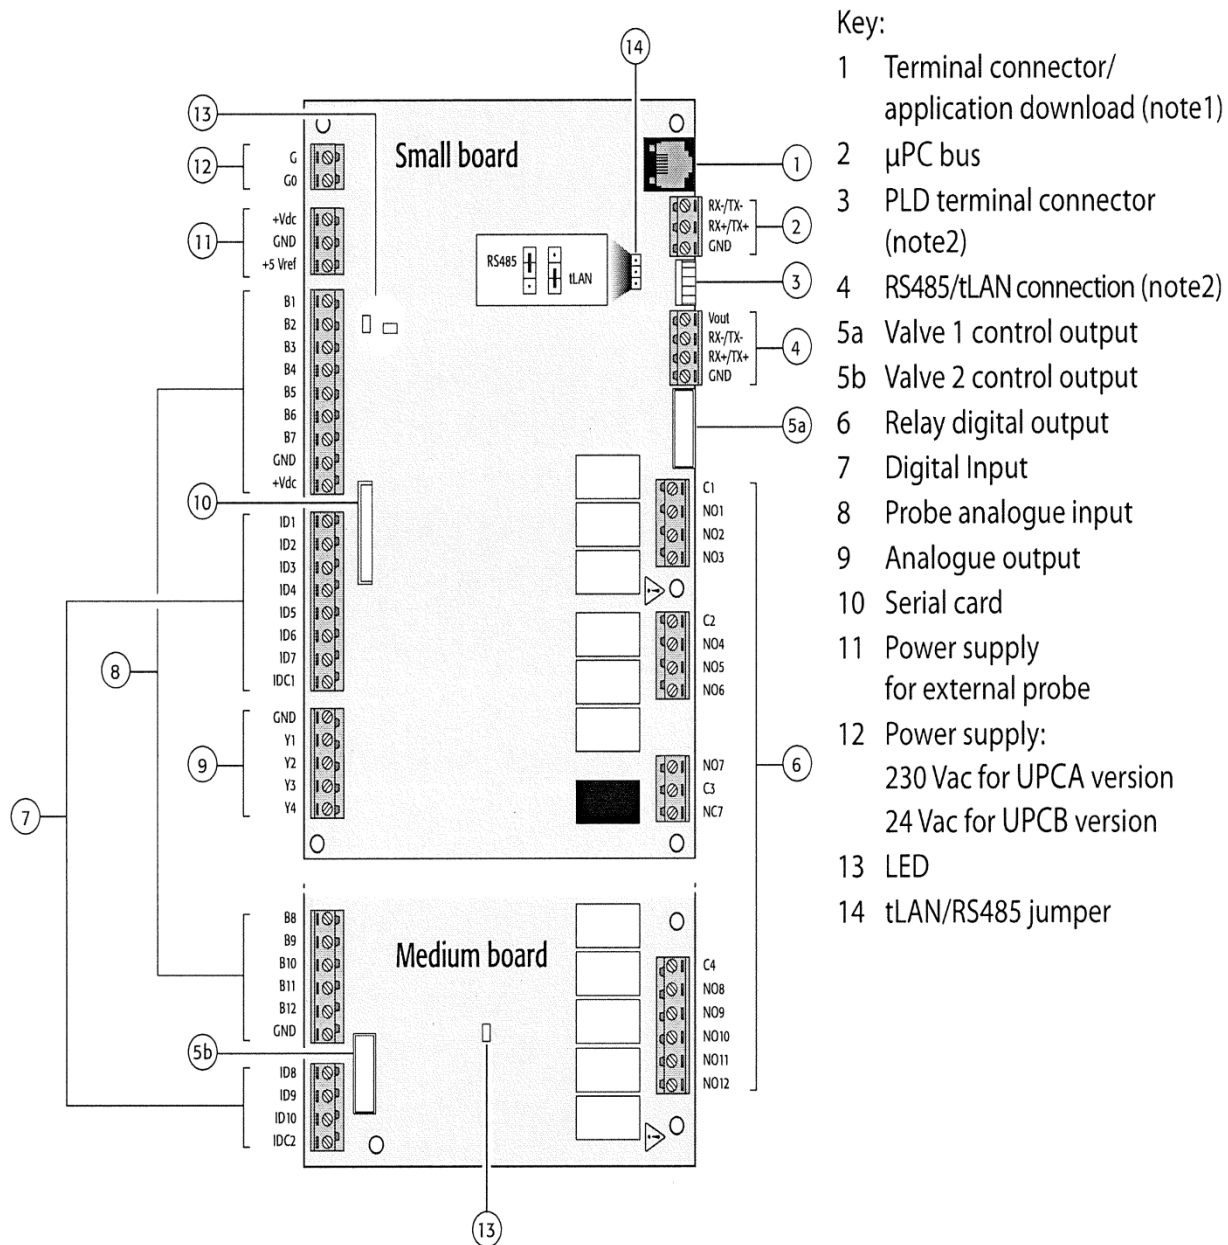 Key:
1 Terminal connector/
application download (note1)
2 µPC bus
3 PLD terminal connector
(note2)
4 RS485/tLAN connection (note2)
5a Valve 1 control output
5b Valve 2 control output
6 Relay digital output
7 Digital Input
8 Probe analogue input
9 Analogue output
10 Serial card
11 Power supply
for external probe
12 Power supply:
230 Vac for UPCA version
24 Vac for UPCB version
13 LED
14 tLAN/RS485 jumper
14
13
12
G
G0
Small board
1
11
+Vdc
GND
+5 Vref
RX-/TX-
RX+/TX+
GND
2
RS485
tLAN
3
B1
B2
B3
B4
B5
B6
B7
GND
+Vdc
Vout
RX-/TX-
RX+/TX+
GND
4
5a
10
ID1
ID2
ID3
ID4
ID5
ID6
ID7
IDC1
C1
NO1
NO2
NO3
C2
NO4
NO5
NO6
8
9
GND
Y1
Y2
Y3
Y4
NO7
C3
NC7
6
7
B8
B9
B10
B11
B12
GND
Medium board
C4
NO8
NO9
NO10
NO11
NO12
5b
ID8
ID9
ID10
IDC2
13